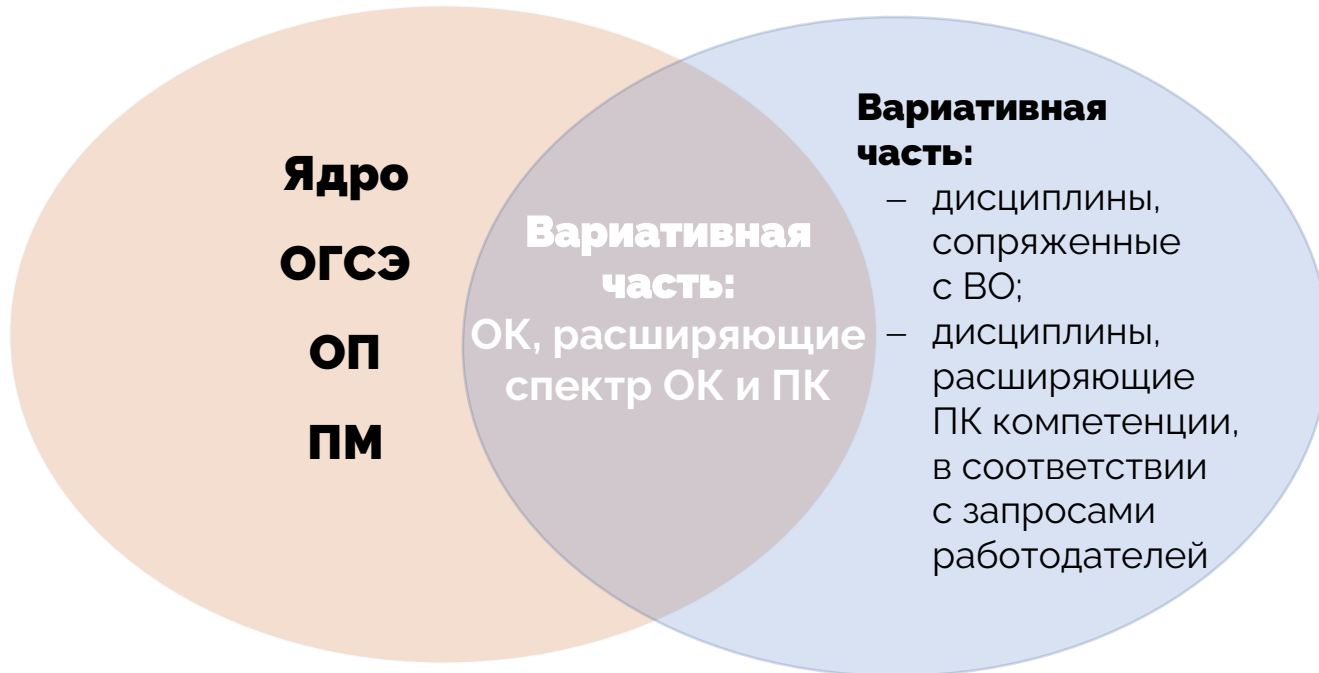 Ядро
ОГСЭ
ОП
ПМ
Вариативная
часть:
ОК, расширяющие
спектр ОК и ПК
Вариативная
часть:
– дисциплины,
сопряженные
с ВО;
– дисциплины,
расширяющие
ПК компетенции,
в соответствии
с запросами
работодателей